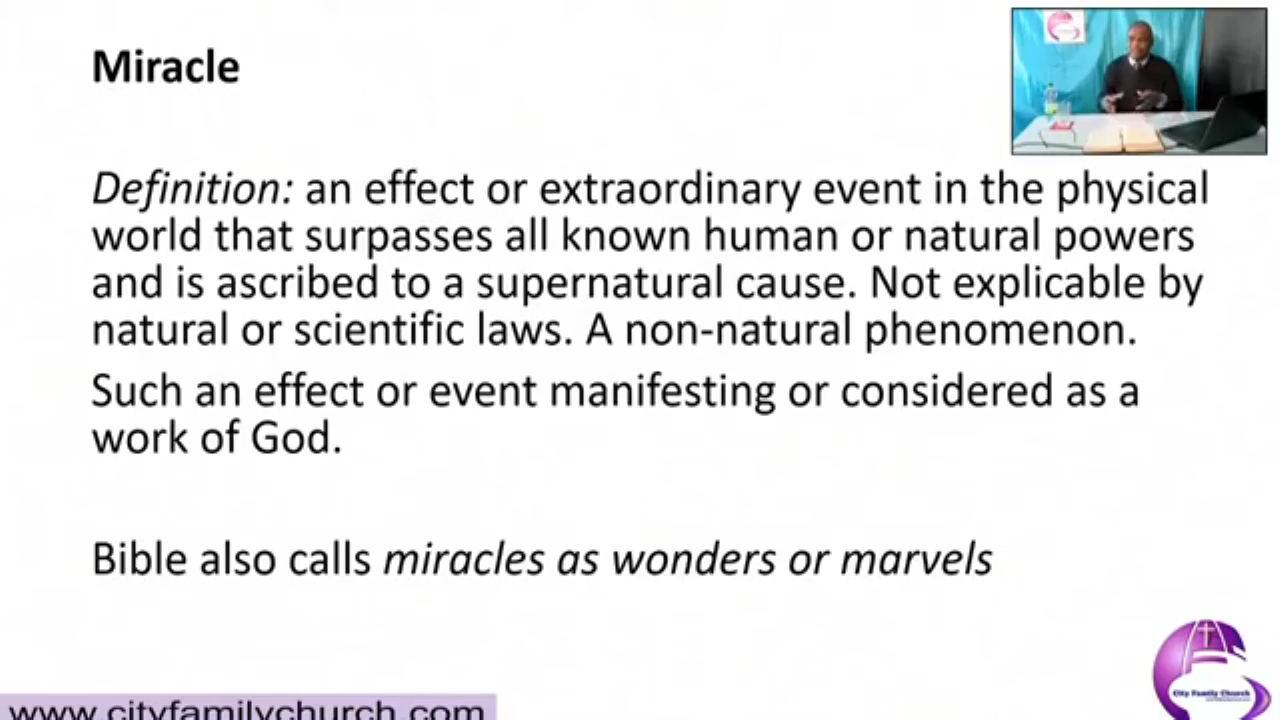 Miracle
Definition: an effect or extraordinary event in the physical
world that surpasses all known human or natural powers
and is ascribed to a supernatural cause. Not explicable by
natural or scientific laws. A non-natural phenomenon.
Such an effect or event manifesting or considered as a
work of God.
Bible also calls miracles as wonders or marvels
City Family Church
www.cityfamilychurch.com